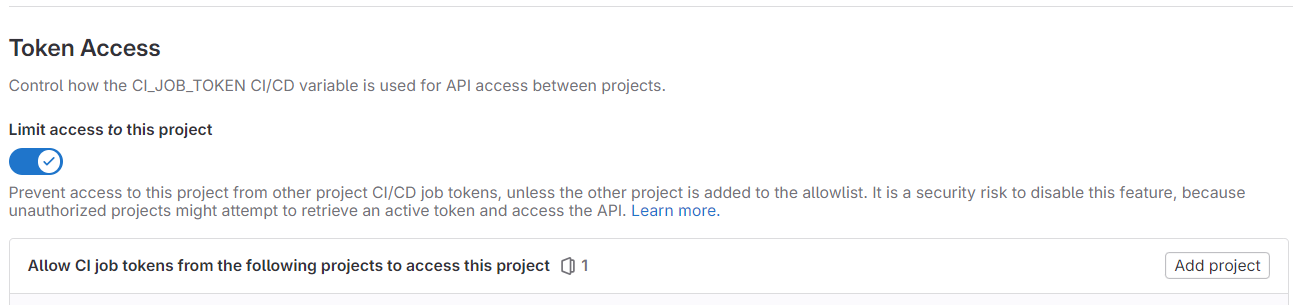 Token Access
Control how the CI_JOB_TOKEN CI/CD variable is used for API access between projects.
Limit access to this project
Prevent access to this project from other project CI/CD job tokens, unless the other project is added to the allowlist. It is a security risk to disable this feature, because
unauthorized projects might attempt to retrieve an active token and access the API. Learn more.
Allow CI job tokens from the following projects to access this project 1 Add project